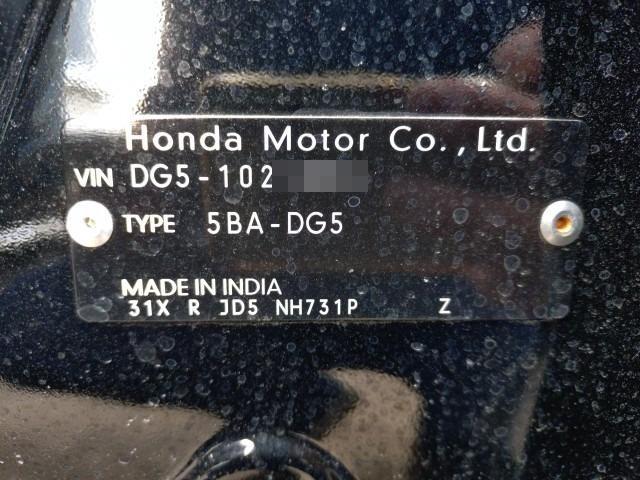 Honda Motor Co., Ltd.
VIN DG5-102
TYPE 5BA-DG5
MADE IN INDIA
31X R JD5 NH731P Z